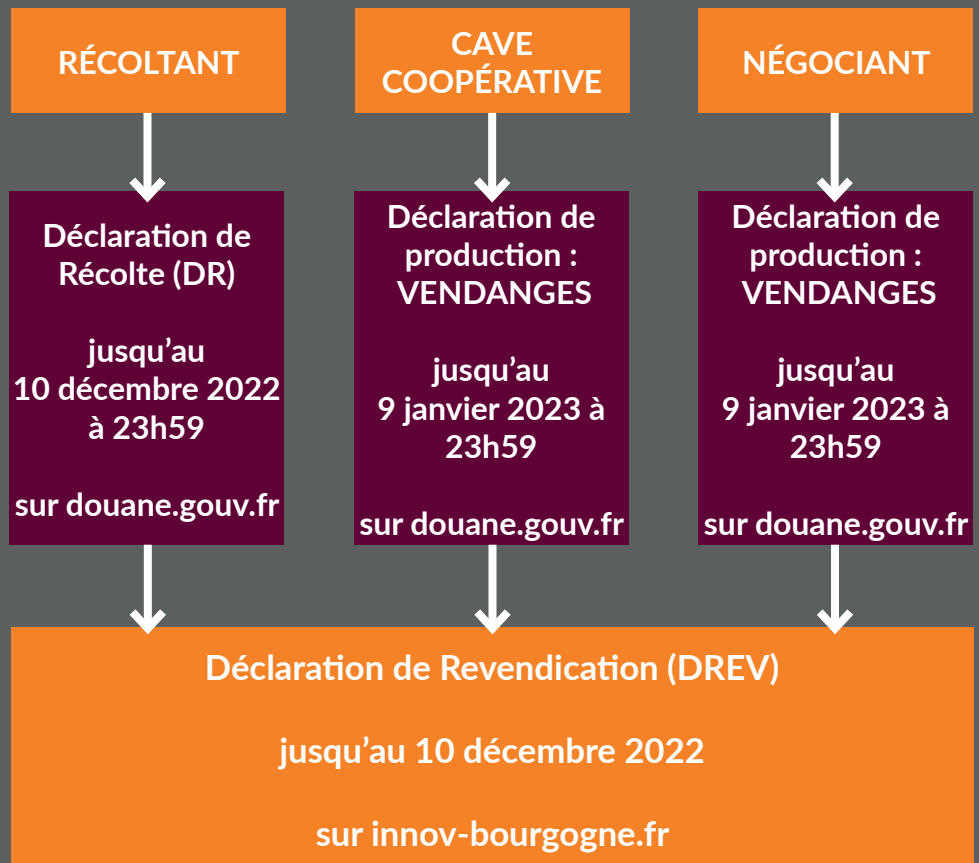 RÉCOLTANT
CAVE
COOPÉRATIVE
NÉGOCIANT
Déclaration de
Récolte (DR)
jusqu’au
10 décembre 2022
à 23h59
sur douane.gouv.fr
Déclaration de
production :
VENDANGES
jusqu’au
9 janvier 2023 à
23h59
sur douane.gouv.fr
Déclaration de
production :
VENDANGES
jusqu’au
9 janvier 2023 à
23h59
sur douane.gouv.fr
Déclaration de Revendication (DREV)
jusqu’au 10 décembre 2022
sur innov-bourgogne.fr